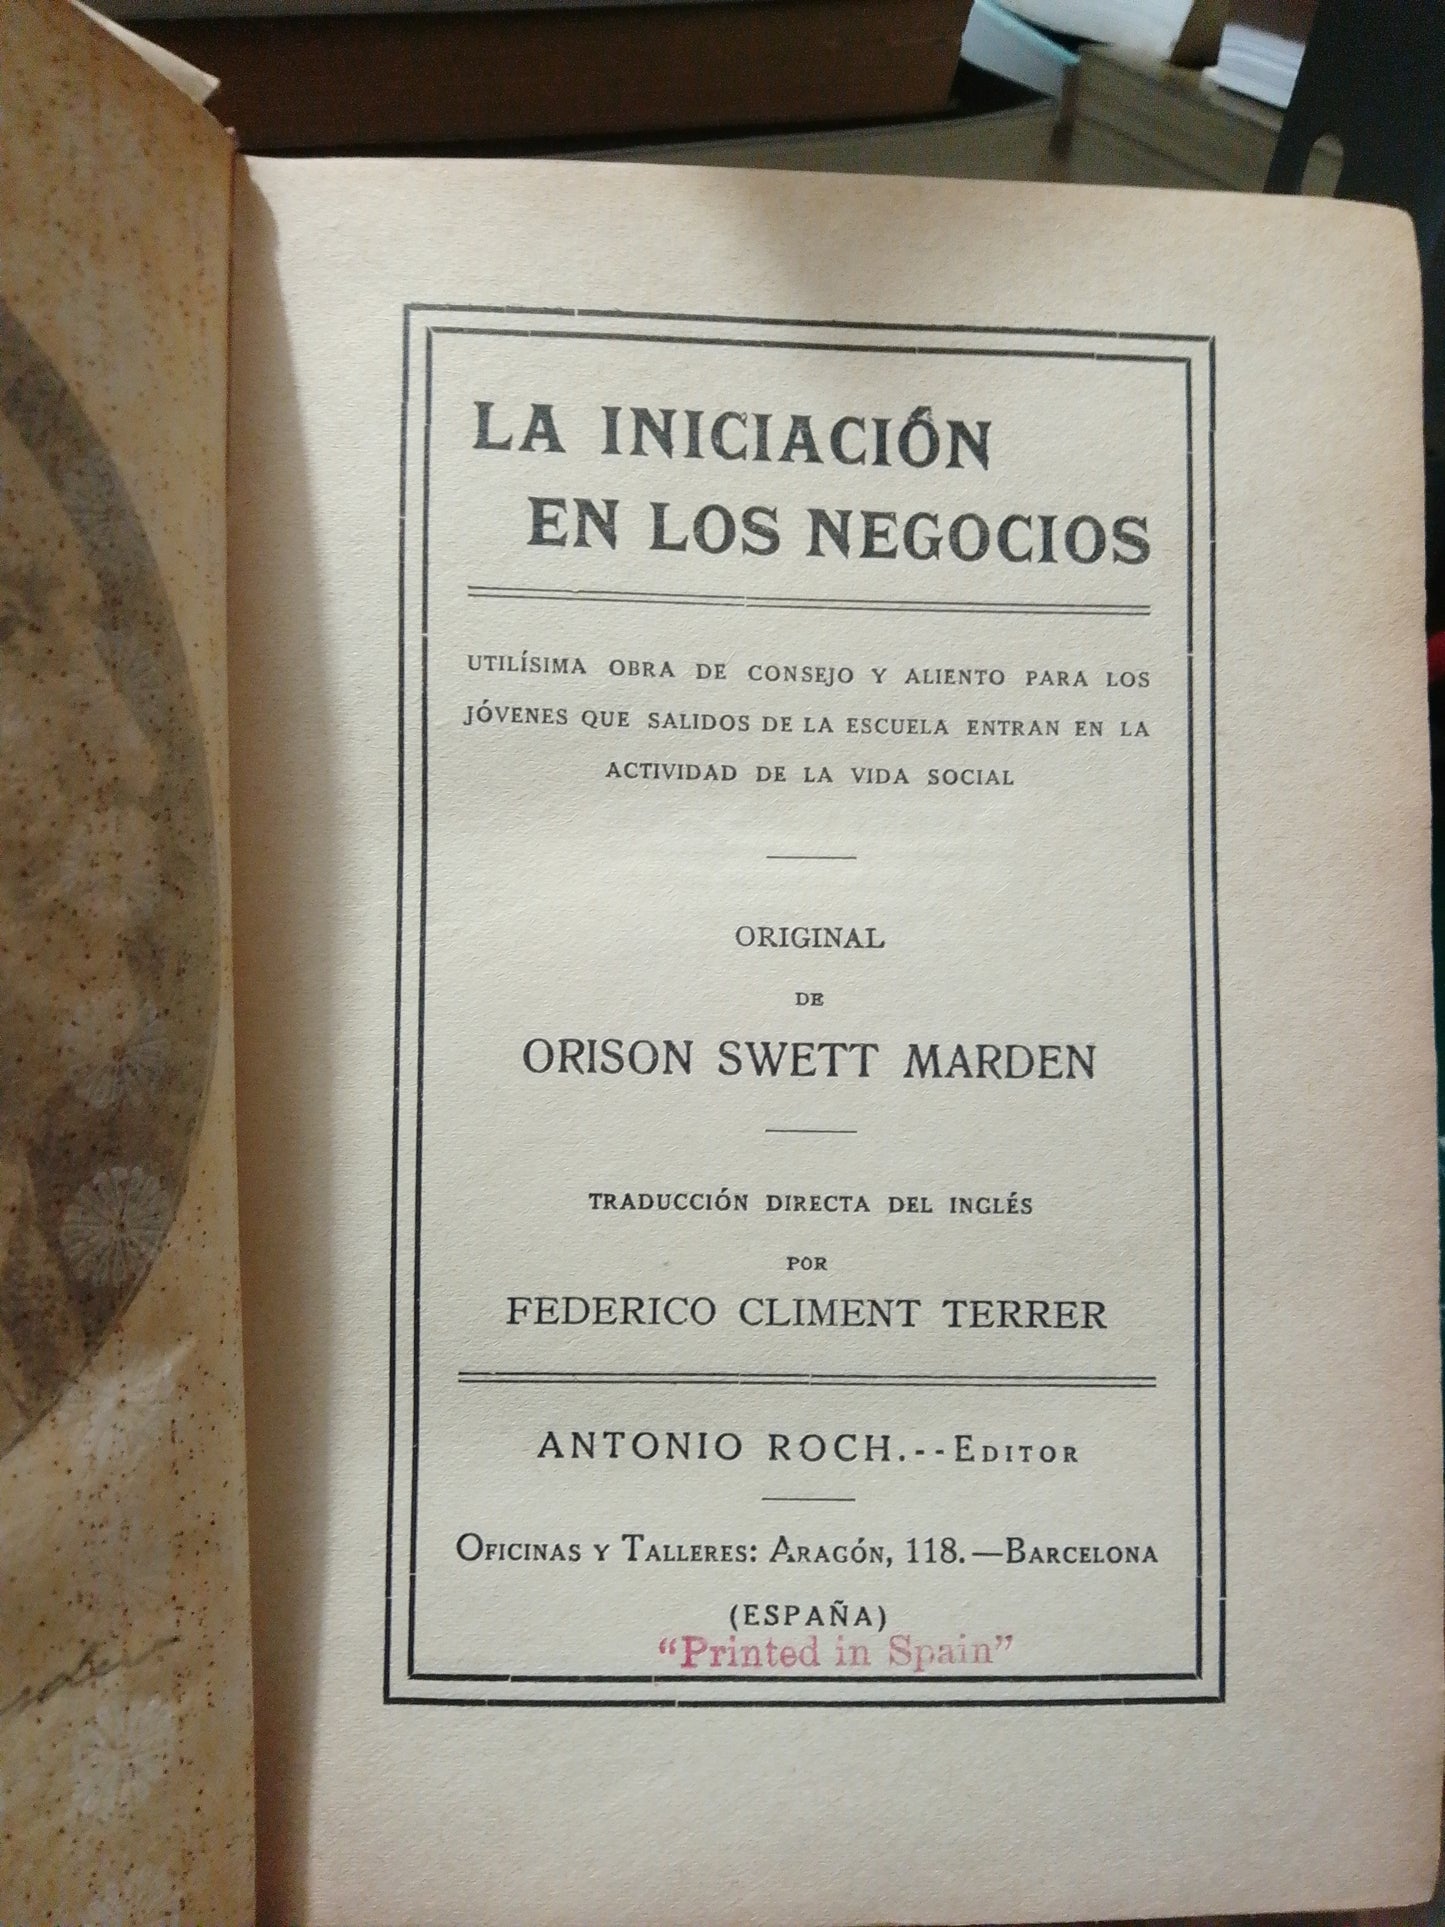 LA INICIACIÓN
EN LOS NEGOCIOS
UTILÍSIMA OBRA DE CONSEJO Y ALIENTO PARA LOS
JÓVENES QUE SALIDOS DE LA ESCUELA ENTRAN EN LA
ACTIVIDAD DE LA VIDA SOCIAL
ORIGINAL
DE
ORISON SWETT MARDEN
TRADUCCIÓN DIRECTA DEL INGLÉS
POR
FEDERICO CLIMENT TERRER
ANTONIO ROCH.--EDITOR
OFICINAS Y TALLERES: ARAGÓN, 118.—BARCELONA
(ESPAÑA)
“Printed in Spain”